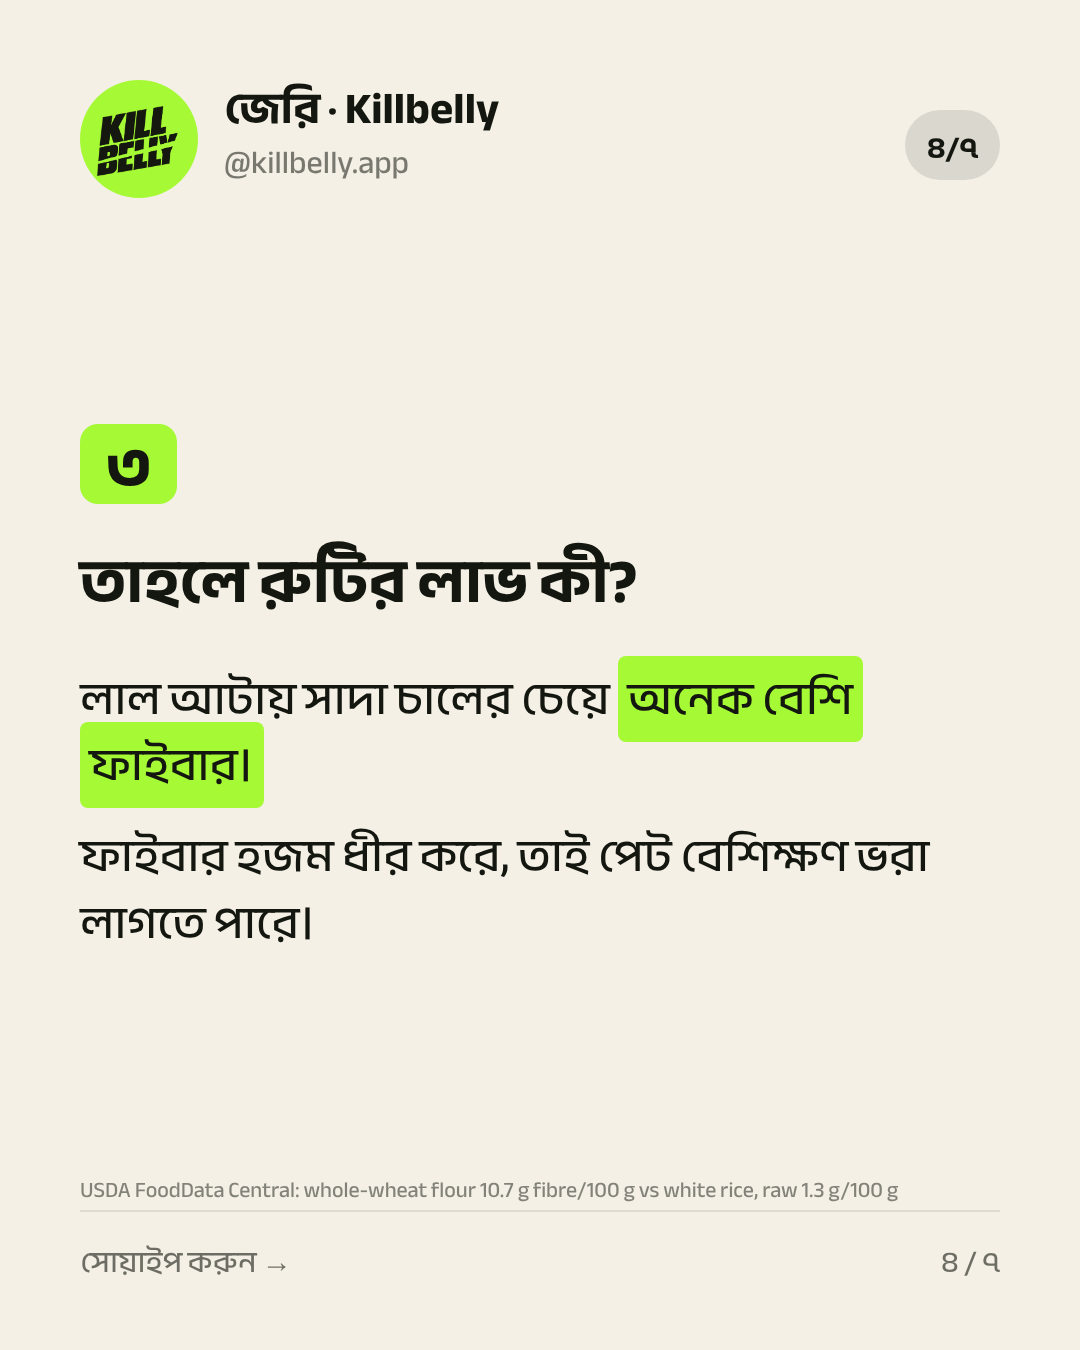 KILL
BELLY
BELLY
জেরি · Killbelly
@killbelly.app
৪/৭
৩
তাহলে রুটির লাভ কী?
লাল আটায় সাদা চালের চেয়ে অনেক বেশি
ফাইবার।
ফাইবার হজম ধীর করে, তাই পেট বেশিক্ষণ ভরা
লাগতে পারে।
USDA FoodData Central: whole-wheat flour 10.7 g fibre/100 g vs white rice, raw 1.3 g/100 g
সোয়াইপ করুন →
৪ / ৭